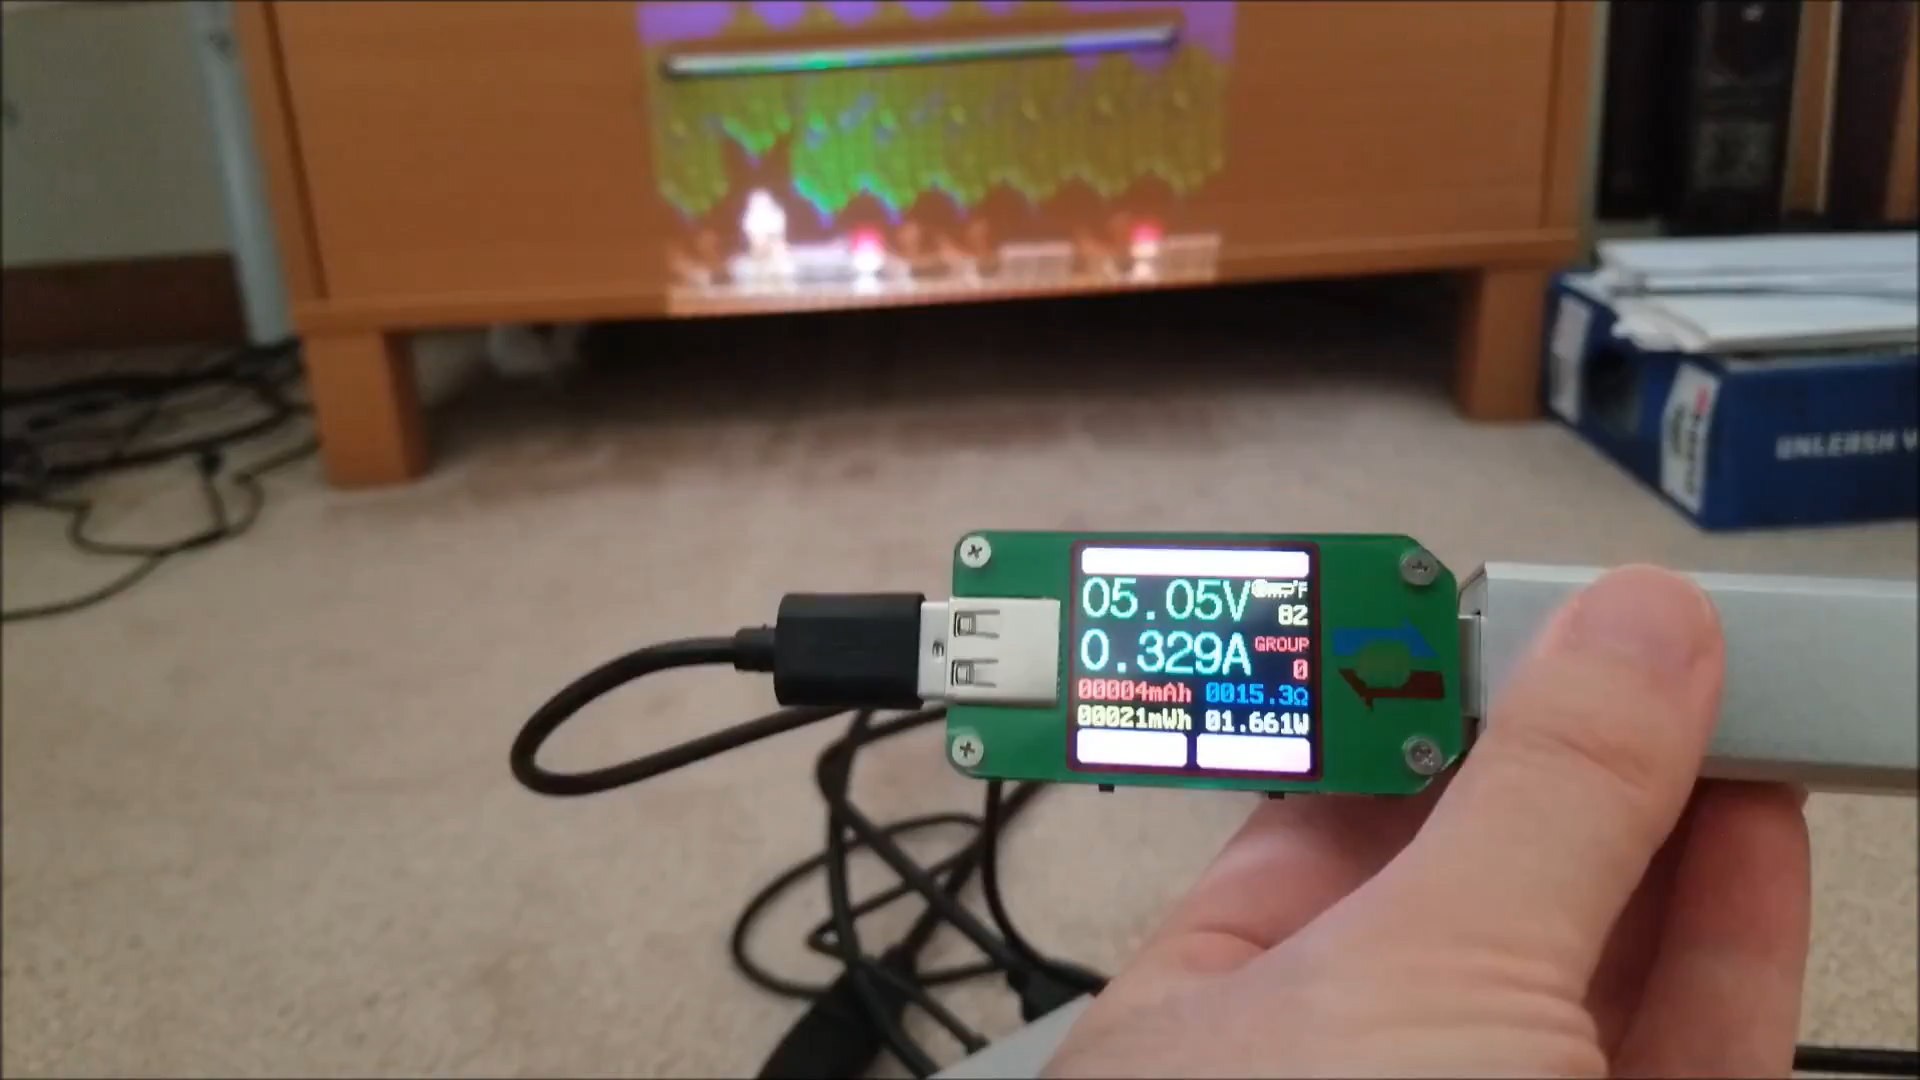 05.05V
82
0.329A
GROUP
0
00004mAh 0015.3Ω
00021mWh 01.661W
UNLEASH